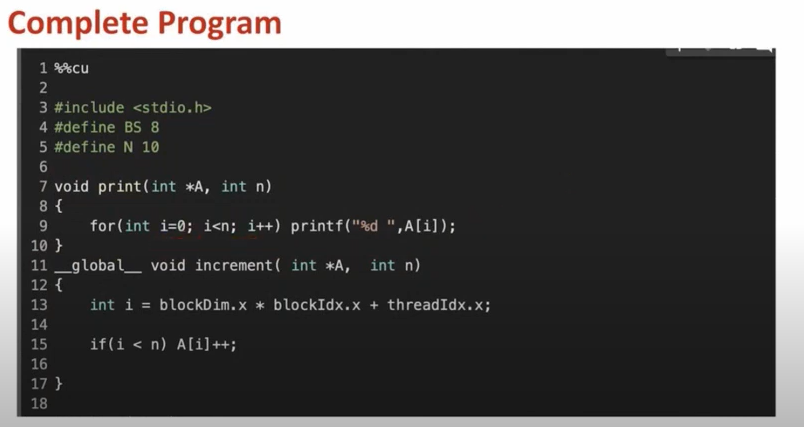 Complete Program
1 %%cu
2
3 #include <stdio.h>
4 #define BS 8
5 #define N 10
6
7 void print(int *A, int n)
8 {
9 for(int i=0; i<n; i++) printf("%d ",A[i]);
10 }
11 __global__ void increment( int *A, int n)
12 {
13 int i = blockDim.x * blockIdx.x + threadIdx.x;
14
15 if(i < n) A[i]++;
16
17 }
18